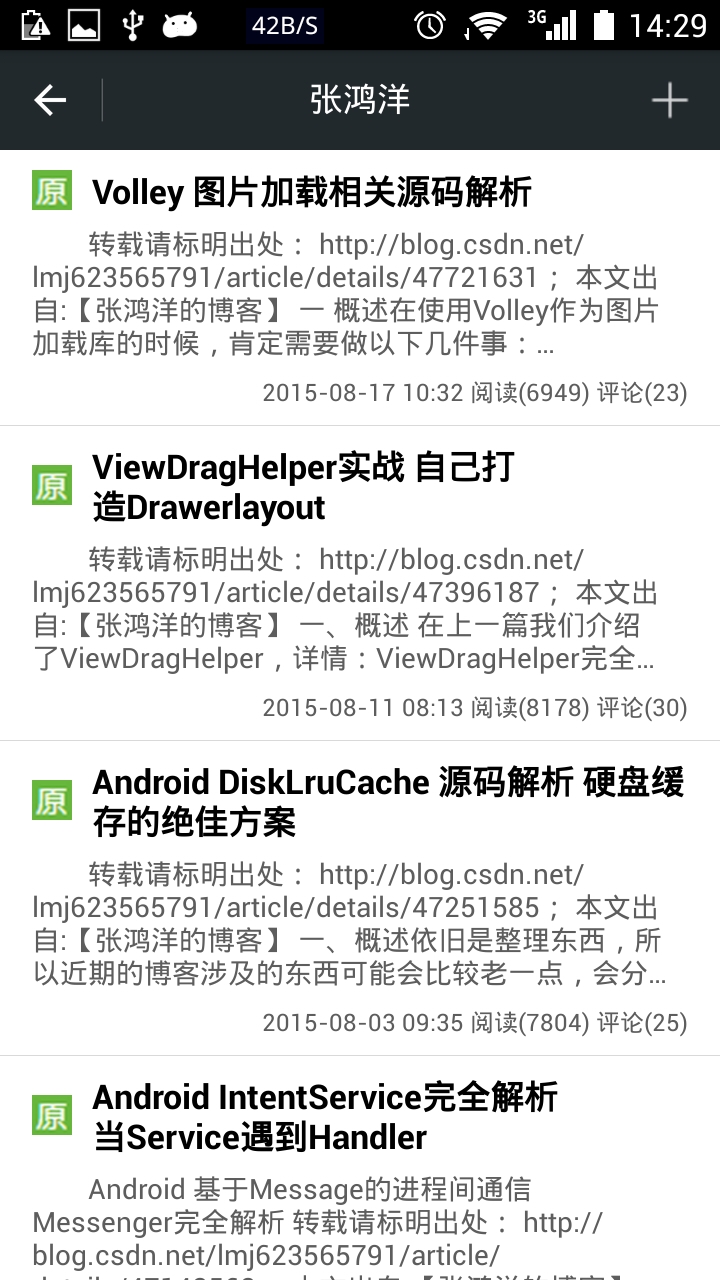 42B/S 3G 14:29
张鸿洋
原 Volley 图片加载相关源码解析
转载请标明出处： http://blog.csdn.net/
lmj623565791/article/details/47721631； 本文出
自:【张鸿洋的博客】 一 概述在使用Volley作为图片
加载库的时候，肯定需要做以下几件事：...
2015-08-17 10:32 阅读(6949) 评论(23)
原 ViewDragHelper实战 自己打
造Drawerlayout
转载请标明出处： http://blog.csdn.net/
lmj623565791/article/details/47396187； 本文出
自:【张鸿洋的博客】 一、概述 在上一篇我们介绍
了ViewDragHelper，详情：ViewDragHelper完全...
2015-08-11 08:13 阅读(8178) 评论(30)
原 Android DiskLruCache 源码解析 硬盘缓
存的绝佳方案
转载请标明出处： http://blog.csdn.net/
lmj623565791/article/details/47251585； 本文出
自:【张鸿洋的博客】 一、概述依旧是整理东西，所
以近期的博客涉及的东西可能会比较老一点，会分...
2015-08-03 09:35 阅读(7804) 评论(25)
原 Android IntentService完全解析
当Service遇到Handler
Android 基于Message的进程间通信
Messenger完全解析 转载请标明出处： http://
blog.csdn.net/lmj623565791/article/